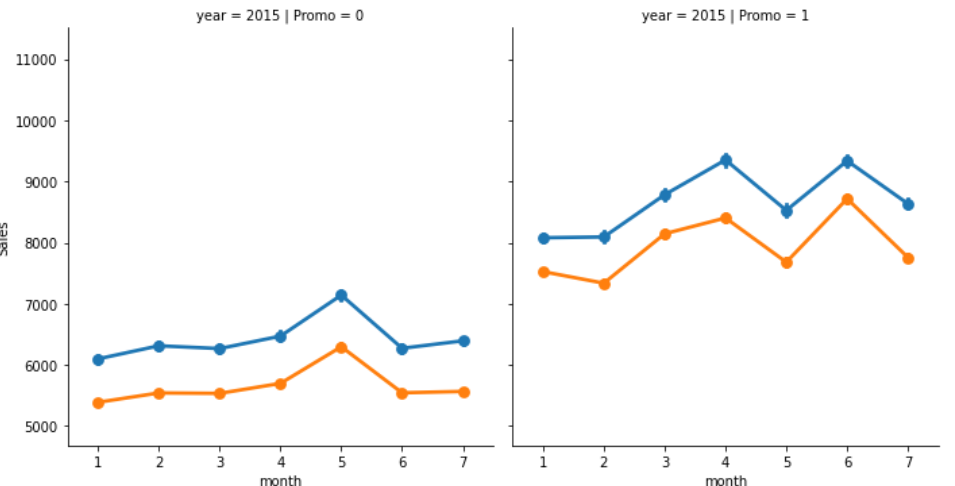 year = 2015 | Promo = 0
year = 2015 | Promo = 1
11000
10000
9000
8000
7000
6000
5000
Sales
1 2 3 4 5 6 7
1 2 3 4 5 6 7
month
month